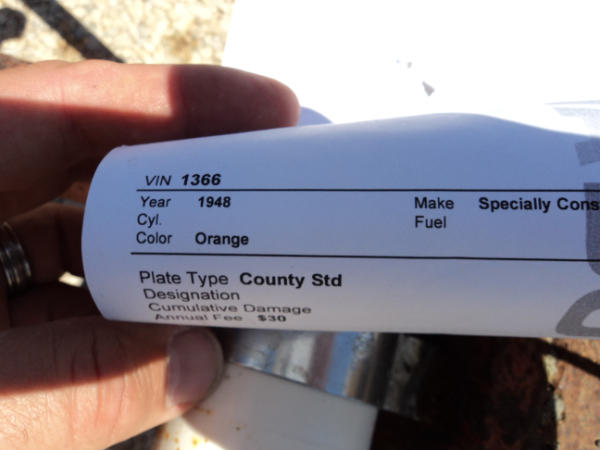 VIN 1366
Year 1948 Make Specially Cons
Cyl. Fuel
Color Orange
Plate Type County Std
Designation
Cumulative Damage
Annual Fee $30